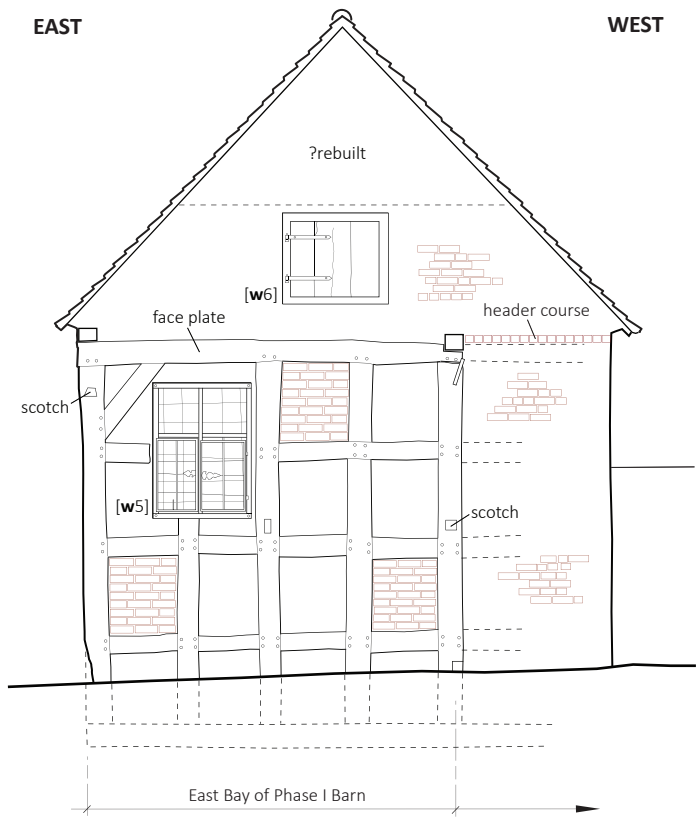 EAST
WEST
?rebuilt
[w6]
face plate
header course
scotch
[w5]
scotch
East Bay of Phase I Barn